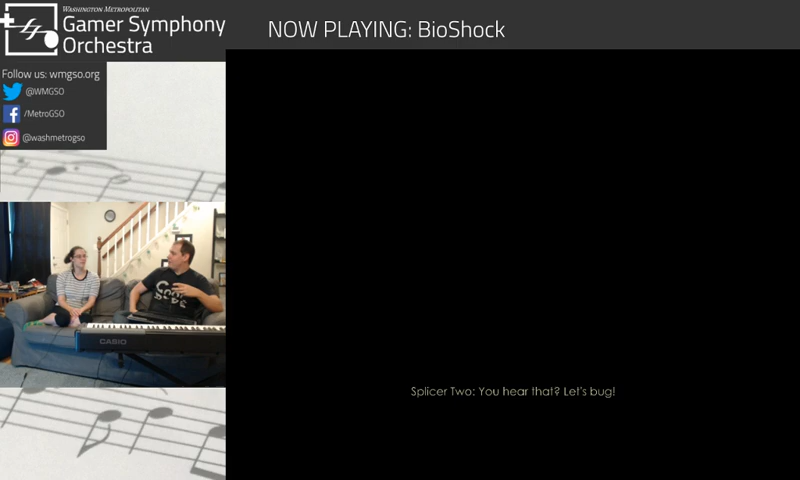 WASHINGTON METROPOLITAN
Gamer Symphony
Orchestra
NOW PLAYING: BioShock
Follow us: wmgso.org
@WMGSO
/MetroGSO
@washmetrogso
CASIO
Splicer Two: You hear that? Let's bug!